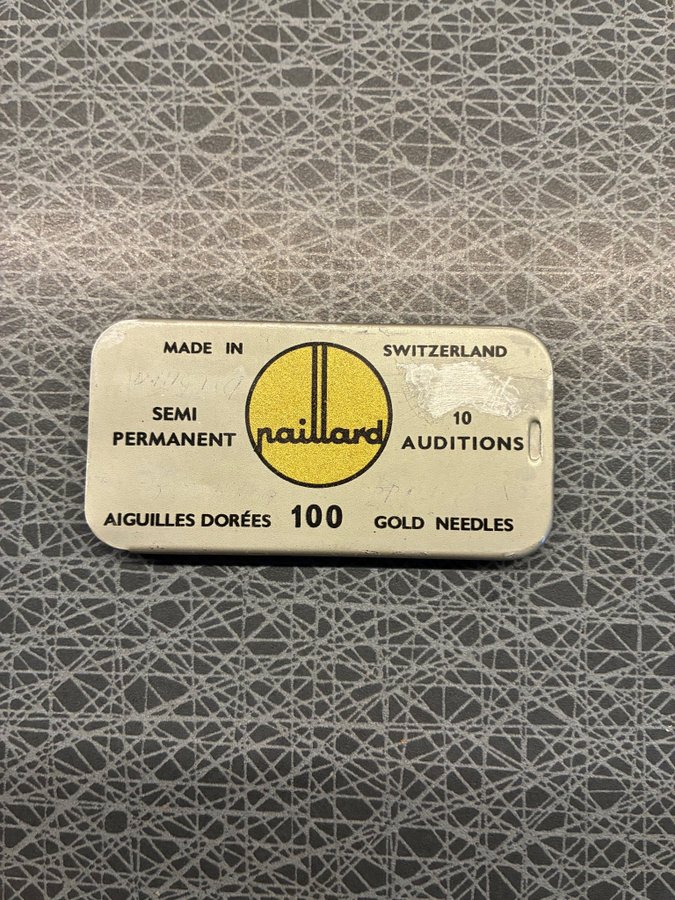 MADE IN SWITZERLAND
SEMI PERMANENT
paillard
10 AUDITIONS
AIGUILLES DORÉES 100 GOLD NEEDLES